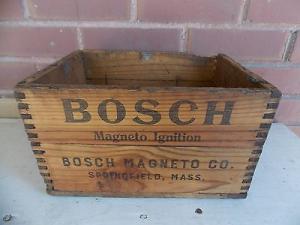 BOSCH
Magneto Ignition
BOSCH MAGNETO CO.
SPRINGFIELD, MASS.